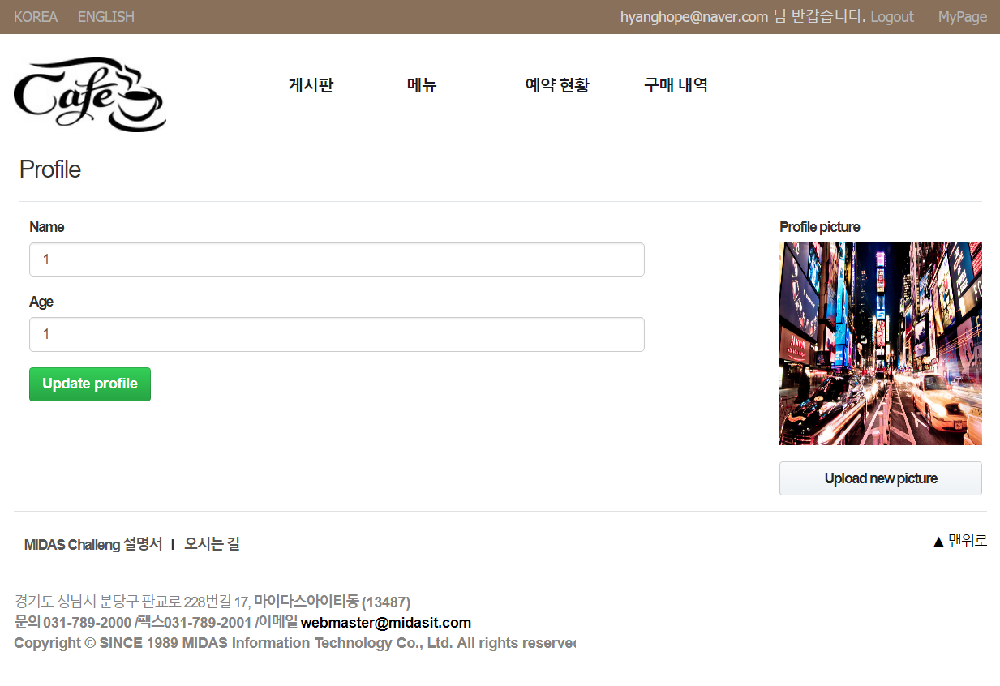 KOREA ENGLISH hyanghope@naver.com 님 반갑습니다. Logout MyPage
Cafe
게시판 메뉴 예약 현황 구매 내역
Profile
Name
1
Age
1
Update profile
Profile picture
Upload new picture
MIDAS Challeng 설명서 I 오시는 길
▲ 맨위로
경기도 성남시 분당구 판교로 228번길 17, 마이다스아이티동 (13487)
문의 031-789-2000 /팩스031-789-2001 /이메일 webmaster@midasit.com
Copyright © SINCE 1989 MIDAS Information Technology Co., Ltd. All rights reserve